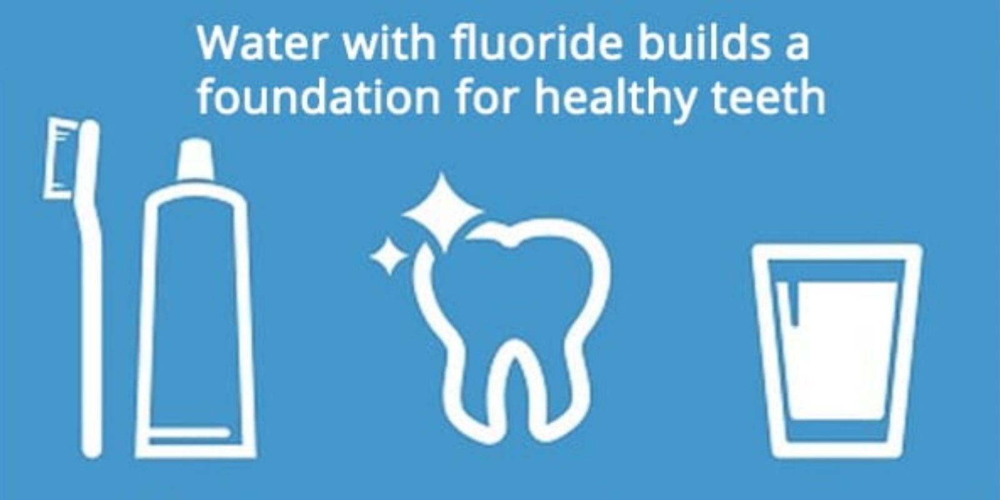 Water with fluoride builds a
foundation for healthy teeth